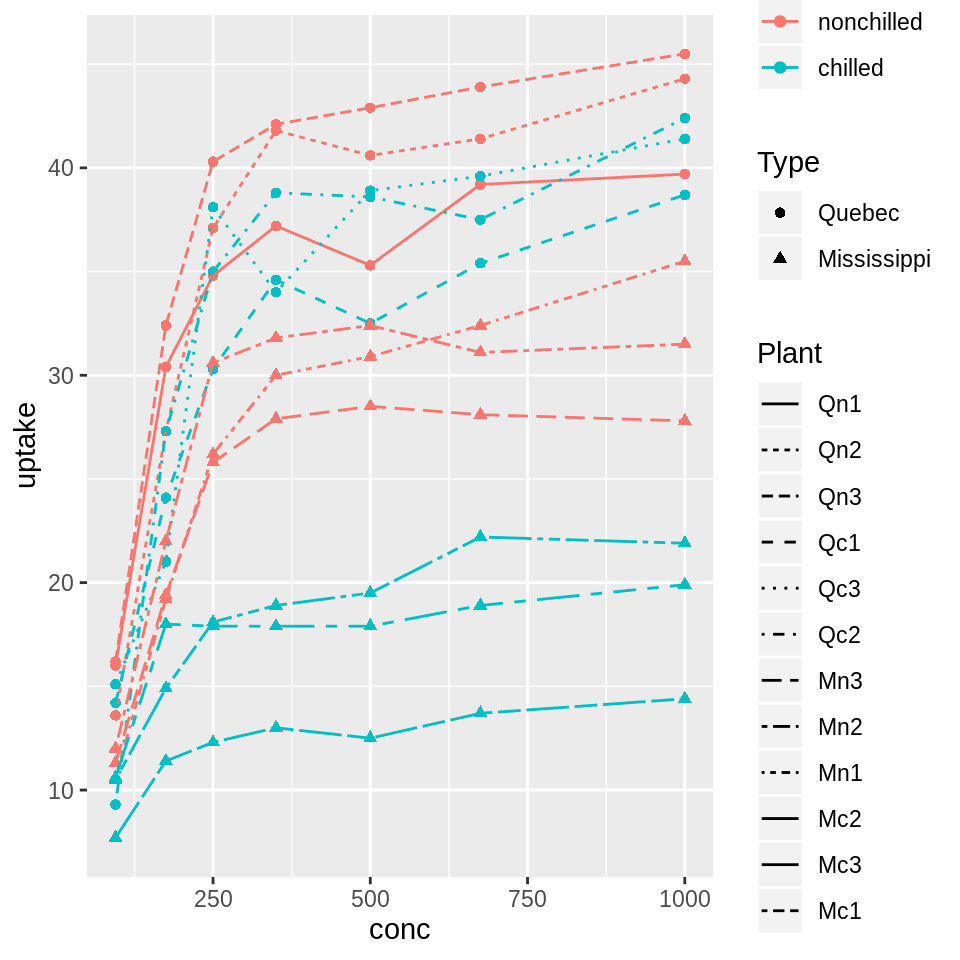 nonchilled
chilled
Type
Quebec
Mississippi
Plant
Qn1
Qn2
Qn3
Qc1
Qc3
Qc2
Mn3
Mn2
Mn1
Mc2
Mc3
Mc1
uptake
40
30
20
10
250 500 750 1000
conc